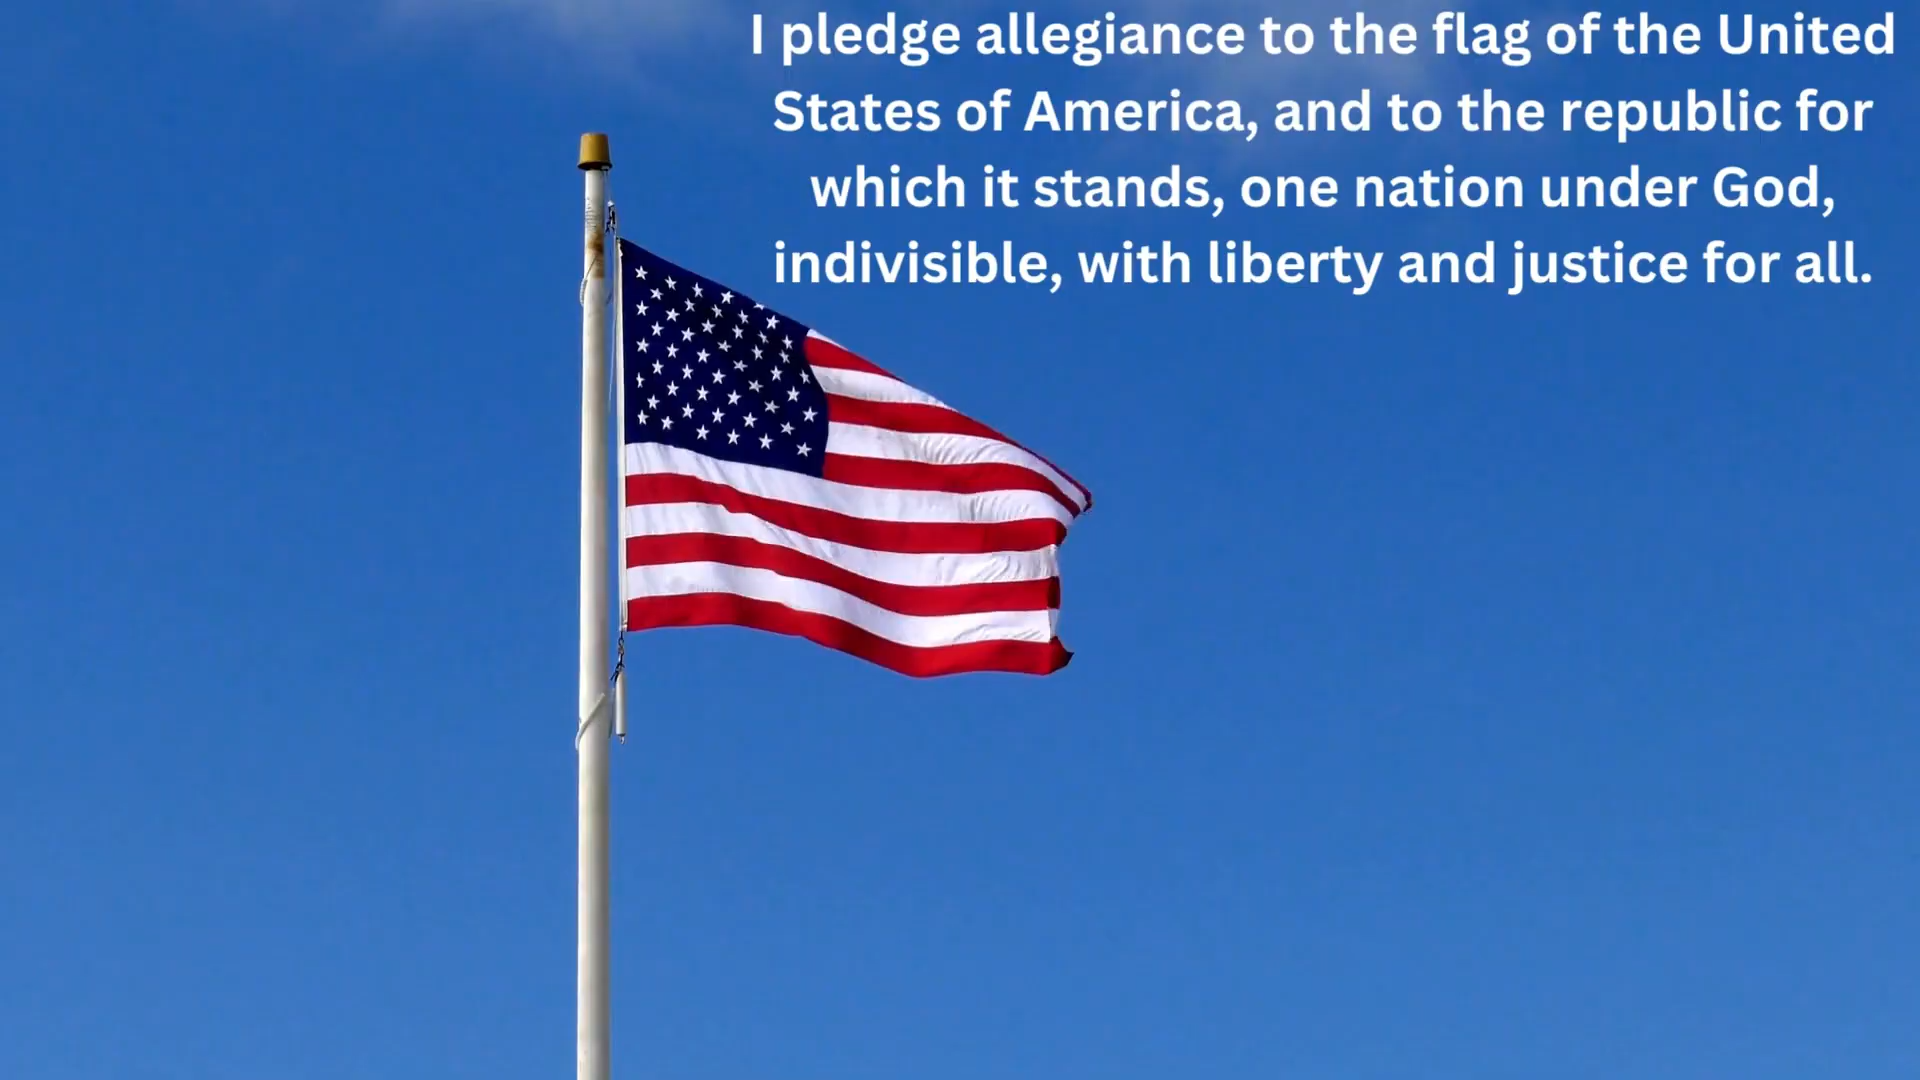 I pledge allegiance to the flag of the United
States of America, and to the republic for
which it stands, one nation under God,
indivisible, with liberty and justice for all.